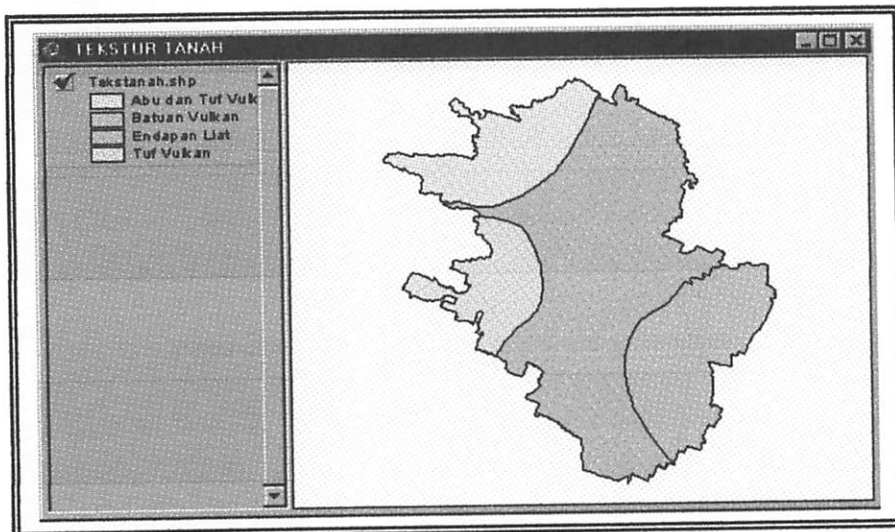 TEKSTUR TANAH
Tekstanah.shp
Abu dan Tuf Vulk
Batuan Vulkan
Endapan Liat
Tuf Vulkan